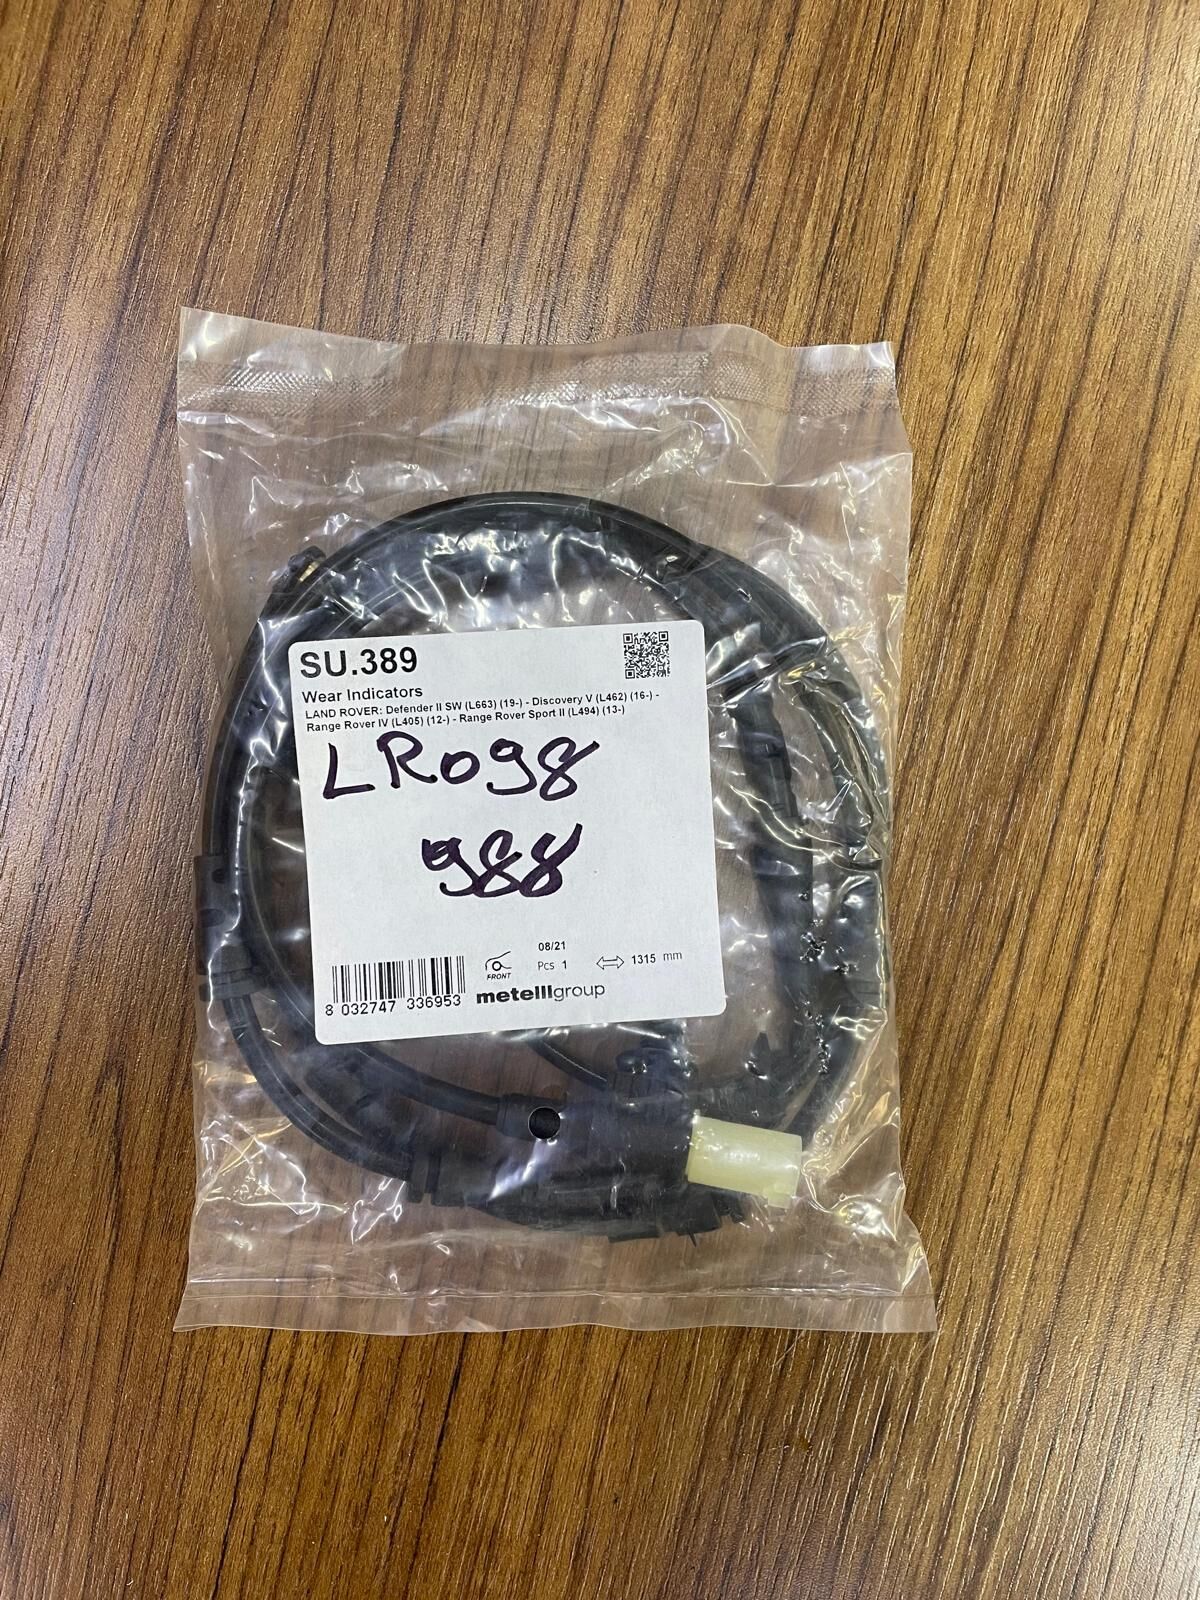 SU.389
Wear Indicators
LAND ROVER: Defender II SW (L663) (19-) - Discovery V (L462) (16-) -
Range Rover IV (L405) (12-) - Range Rover Sport II (L494) (13-)
LR098
988
08/21
FRONT
Pcs 1
1315 mm
8 032747 336953
metelligroup